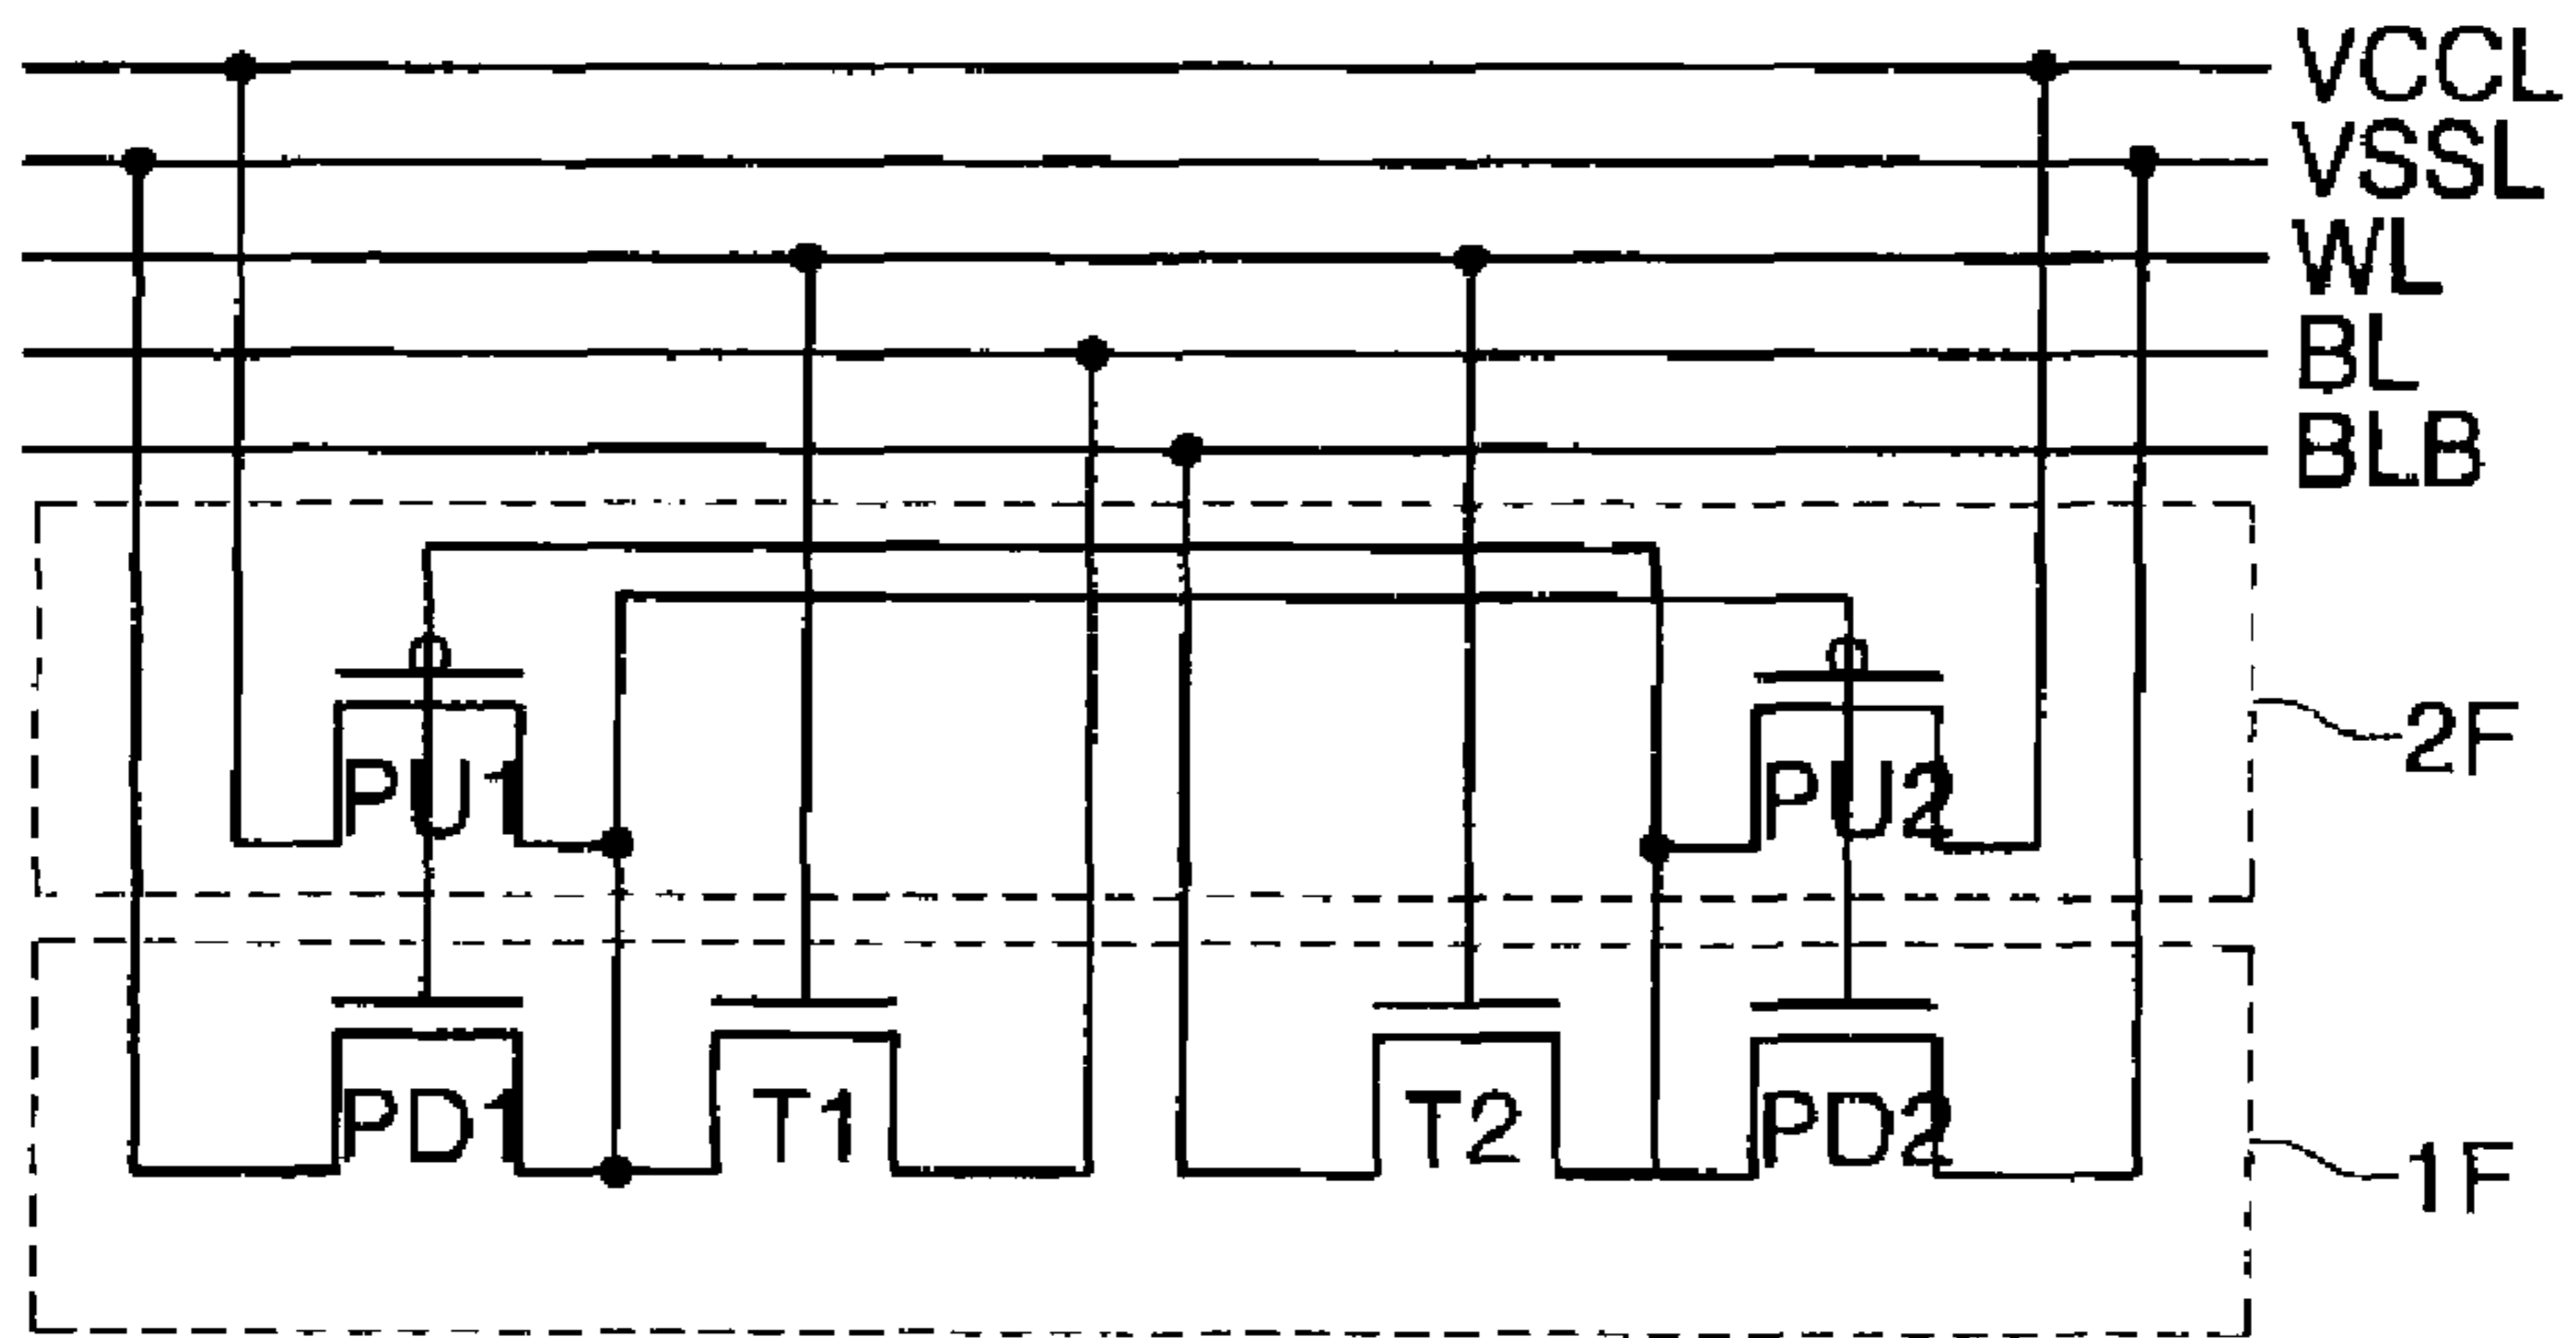 VCCL
VSSL
WL
BL
BLB
PU1 PU2
2F
PD1 T1 T2 PD2
1F